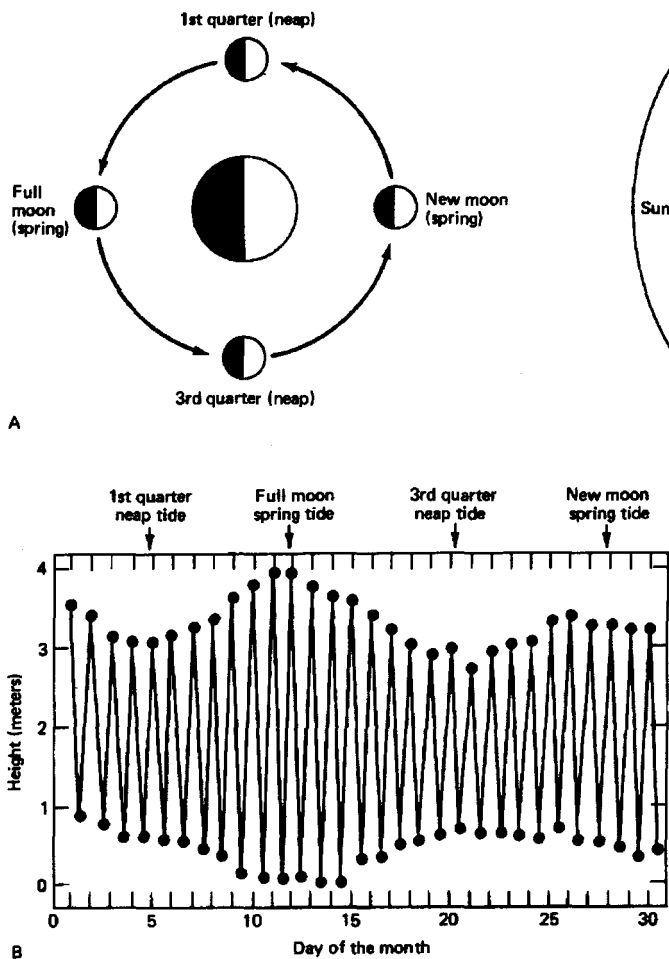 1st quarter (neap)
Full
moon
(spring)
New moon
(spring)
Sun
3rd quarter (neap)
A
1st quarter
neap tide
Full moon
spring tide
3rd quarter
neap tide
New moon
spring tide
4
3
2
1
0
Height (meters)
0 5 10 15 20 25 30
Day of the month
B